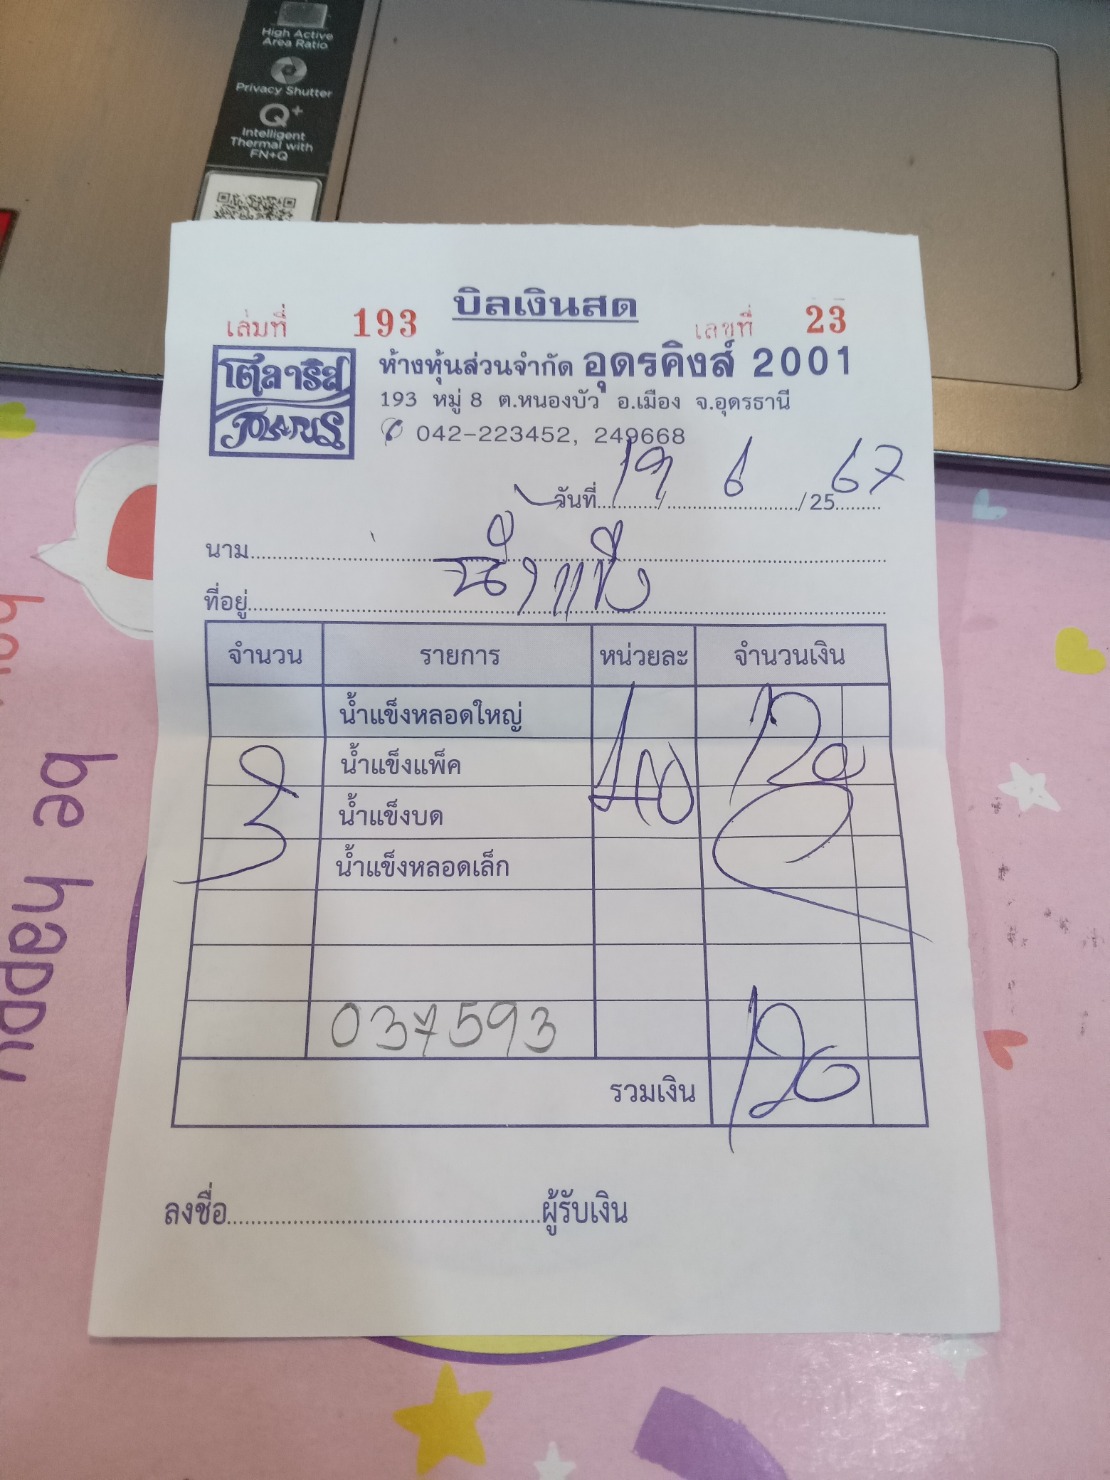 High Active
Area Ratio
Privacy Shutter
Q+
Intelligent
Thermal with
FN+Q
บิลเงินสด
เล่มที่ 193 เลขที่ 23
โตลาริส
POLARIS
ห้างหุ้นส่วนจำกัด อุดรคิงส์ 2001
193 หมู่ 8 ต.หนองบัว อ.เมือง จ.อุดรธานี
042-223452, 249668
วันที่ 19 / 6 / 25 67
นาม
ที่อยู่
จำนวน รายการ หน่วยละ จำนวนเงิน
น้ำแข็งหลอดใหญ่
3 น้ำแข็งแพ็ค 40 120
น้ำแข็งบด
น้ำแข็งหลอดเล็ก
037593
รวมเงิน 120
ลงชื่อ ผู้รับเงิน
be happy